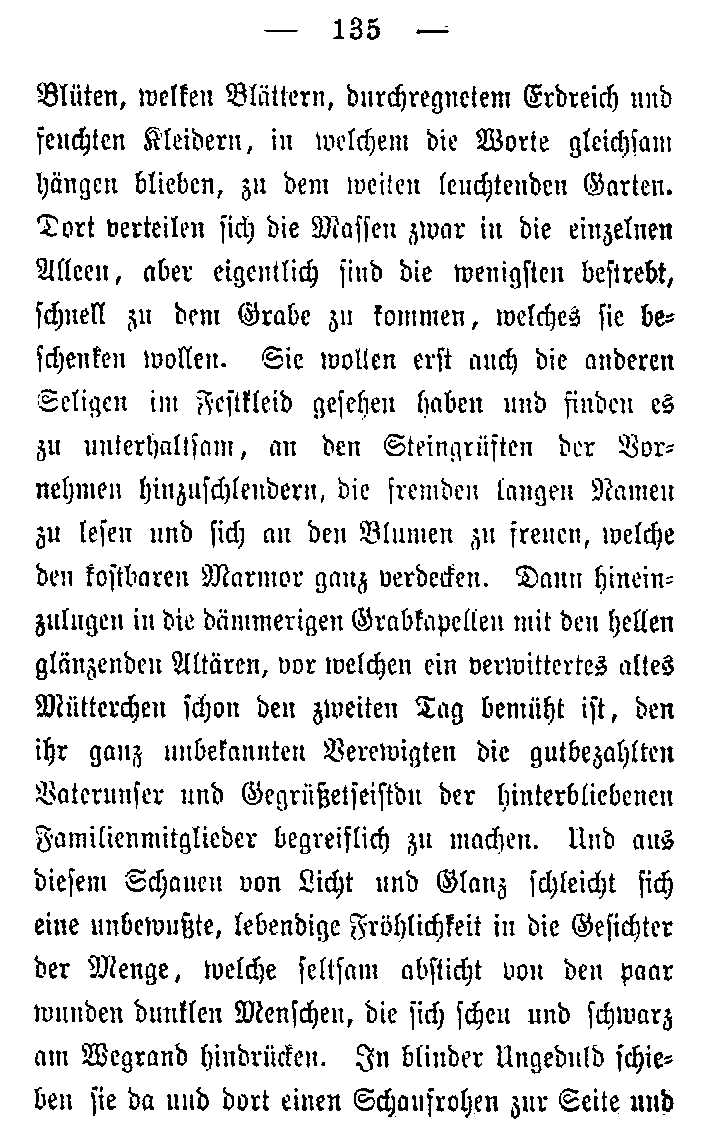 — 135 —
Blüten, welken Blättern, durchregnetem Erdreich und
feuchten Kleidern, in welchem die Worte gleichsam
hängen blieben, zu dem weiten leuchtenden Garten.
Dort verteilen sich die Massen zwar in die einzelnen
Alleen, aber eigentlich sind die wenigsten bestrebt,
schnell zu dem Grabe zu kommen, welches sie be-
schenken wollen. Sie wollen erst auch die anderen
Seligen im Festkleid gesehen haben und finden es
zu unterhaltsam, an den Steingrüften der Vor-
nehmen hinzuschlendern, die fremden langen Namen
zu lesen und sich an den Blumen zu freuen, welche
den kostbaren Marmor ganz verdecken. Dann hinein-
zulugen in die dämmerigen Grabkapellen mit den hellen
glänzenden Altären, vor welchen ein verwittertes altes
Mütterchen schon den zweiten Tag bemüht ist, den
ihr ganz unbekannten Verewigten die gutbezahlten
Vaterunser und Gegrüßetseistdu der hinterbliebenen
Familienmitglieder begreiflich zu machen. Und aus
diesem Schauen von Licht und Glanz schleicht sich
eine unbewußte, lebendige Fröhlichkeit in die Gesichter
der Menge, welche seltsam absticht von den paar
wunden dunklen Menschen, die sich scheu und schwarz
am Wegrand hindrücken. In blinder Ungeduld schie-
ben sie da und dort einen Schaufrohen zur Seite und